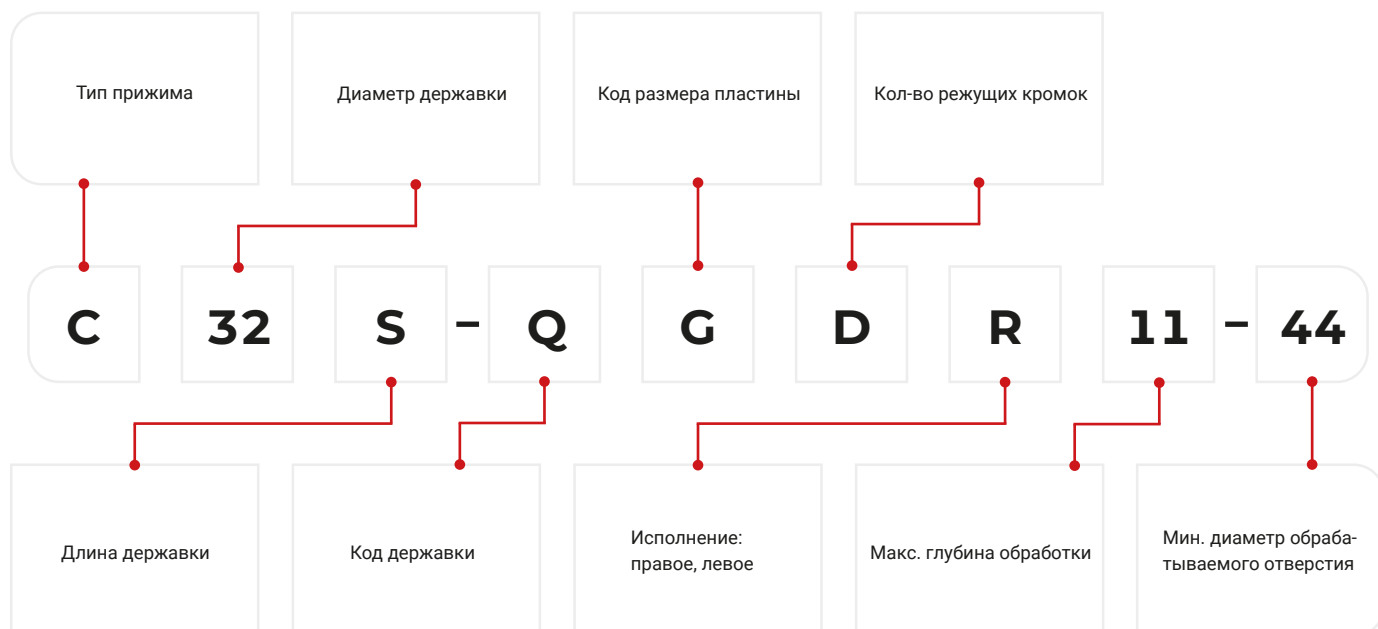 Тип прижима
Диаметр державки
Код размера пластины
Кол-во режущих кромок
C 32 S – Q G D R 11 – 44
Длина державки
Код державки
Исполнение:
правое, левое
Макс. глубина обработки
Мин. диаметр обраба-
тываемого отверстия